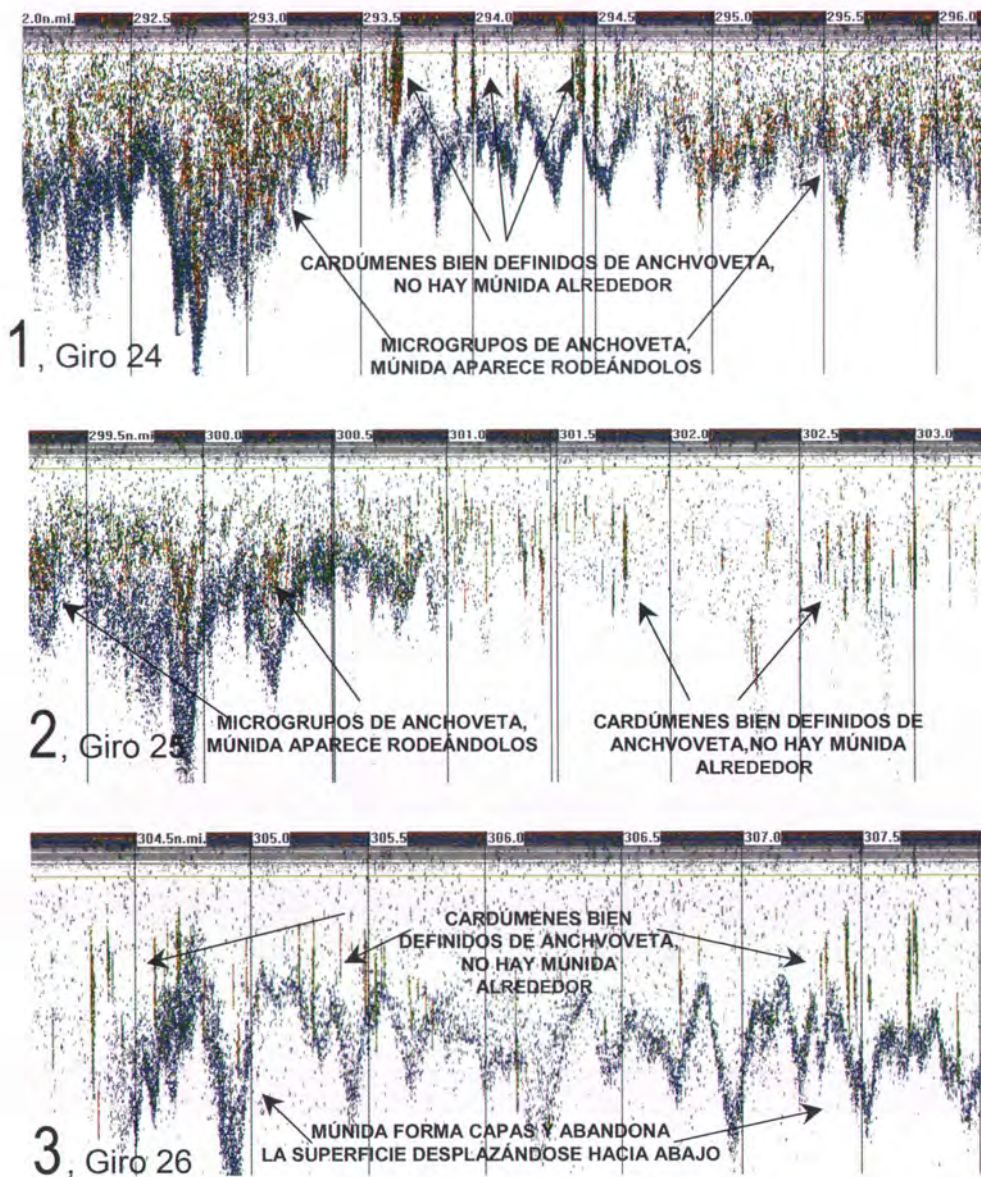 2.0n.mi. 292.5 293.0 293.5 294.0 294.5 295.0 295.5 296.0
CARDÚMENES BIEN DEFINIDOS DE ANCHVOVETA,
NO HAY MÚNIDA ALREDEDOR
MICROGRUPOS DE ANCHOVETA,
MÚNIDA APARECE RODEÁNDOLOS
1, Giro 24
299.5n.mi 300.0 300.5 301.0 301.5 302.0 302.5 303.0
MICROGRUPOS DE ANCHOVETA,
MÚNIDA APARECE RODEÁNDOLOS
CARDÚMENES BIEN DEFINIDOS DE
ANCHVOVETA,NO HAY MÚNIDA
ALRÉDEDOR
2, Giro 25
304.5n.mi. 305.0 305.5 306.0 306.5 307.0 307.5
CARDÚMENES BIEN
DEFINIDOS DE ANCHVOVETA,
NO HAY MÚNIDA
ALRÉDEDOR
MÚNIDA FORMA CAPAS Y ABANDONA
LA SUPERFICIE DESPLAZÁNDOSE HACIA ABAJO
3, Giro 26